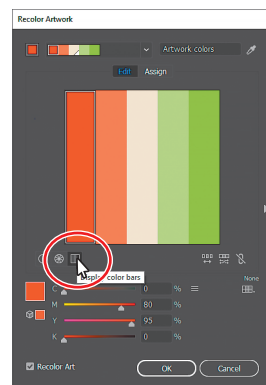 Recolor Artwork
Artwork colors
Edit Assign
Display color bars
None
C 0 %
M 80 %
Y 95 %
K 0 %
Recolor Art
OK Cancel